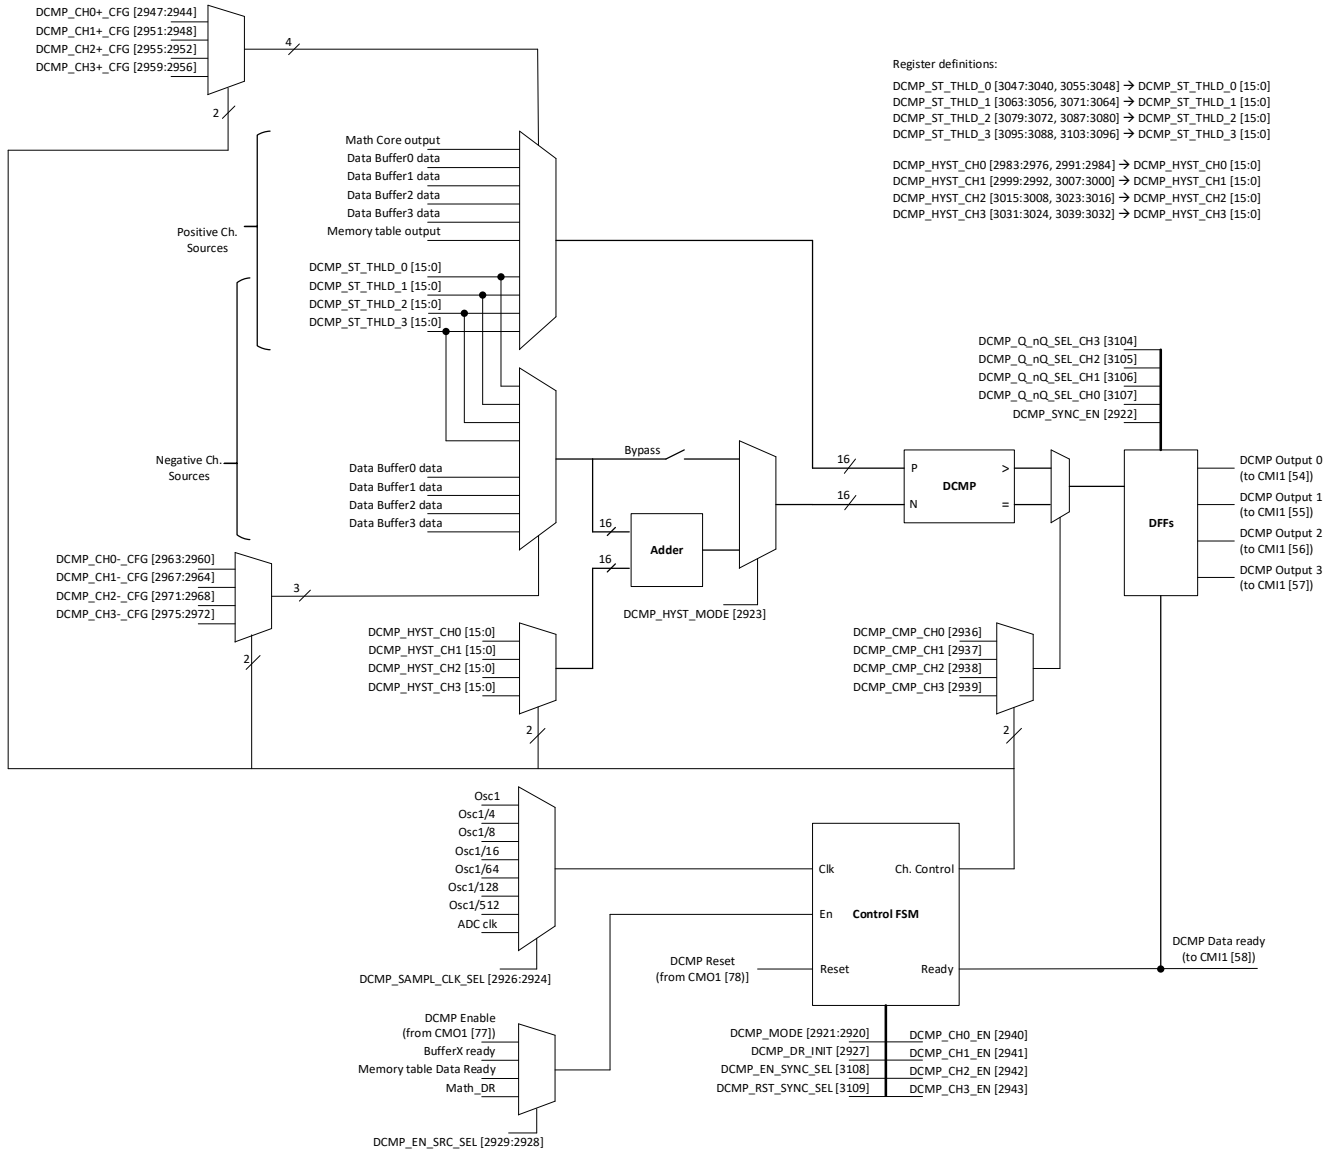 DCMP_CH0+_CFG [2947:2944]
DCMP_CH1+_CFG [2951:2948]
DCMP_CH2+_CFG [2955:2952]
DCMP_CH3+_CFG [2959:2956]
4
2
Register definitions:
DCMP_ST_THLD_0 [3047:3040, 3055:3048] → DCMP_ST_THLD_0 [15:0]
DCMP_ST_THLD_1 [3063:3056, 3071:3064] → DCMP_ST_THLD_1 [15:0]
DCMP_ST_THLD_2 [3079:3072, 3087:3080] → DCMP_ST_THLD_2 [15:0]
DCMP_ST_THLD_3 [3095:3088, 3103:3096] → DCMP_ST_THLD_3 [15:0]
DCMP_HYST_CH0 [2983:2976, 2991:2984] → DCMP_HYST_CH0 [15:0]
DCMP_HYST_CH1 [2999:2992, 3007:3000] → DCMP_HYST_CH1 [15:0]
DCMP_HYST_CH2 [3015:3008, 3023:3016] → DCMP_HYST_CH2 [15:0]
DCMP_HYST_CH3 [3031:3024, 3039:3032] → DCMP_HYST_CH3 [15:0]
Math Core output
Data Buffer0 data
Data Buffer1 data
Data Buffer2 data
Data Buffer3 data
Memory table output
Positive Ch.
Sources
DCMP_ST_THLD_0 [15:0]
DCMP_ST_THLD_1 [15:0]
DCMP_ST_THLD_2 [15:0]
DCMP_ST_THLD_3 [15:0]
Negative Ch.
Sources
Data Buffer0 data
Data Buffer1 data
Data Buffer2 data
Data Buffer3 data
Bypass
16
16
Adder
DCMP_HYST_MODE [2923]
16
16
P
N
DCMP
>
=
DCMP_Q_nQ_SEL_CH3 [3104]
DCMP_Q_nQ_SEL_CH2 [3105]
DCMP_Q_nQ_SEL_CH1 [3106]
DCMP_Q_nQ_SEL_CH0 [3107]
DCMP_SYNC_EN [2922]
DFFs
DCMP Output 0
(to CMI1 [54])
DCMP Output 1
(to CMI1 [55])
DCMP Output 2
(to CMI1 [56])
DCMP Output 3
(to CMI1 [57])
DCMP_CH0-_CFG [2963:2960]
DCMP_CH1-_CFG [2967:2964]
DCMP_CH2-_CFG [2971:2968]
DCMP_CH3-_CFG [2975:2972]
3
2
DCMP_HYST_CH0 [15:0]
DCMP_HYST_CH1 [15:0]
DCMP_HYST_CH2 [15:0]
DCMP_HYST_CH3 [15:0]
2
DCMP_CMP_CH0 [2936]
DCMP_CMP_CH1 [2937]
DCMP_CMP_CH2 [2938]
DCMP_CMP_CH3 [2939]
2
Osc1
Osc1/4
Osc1/8
Osc1/16
Osc1/64
Osc1/128
Osc1/512
ADC clk
DCMP_SAMPL_CLK_SEL [2926:2924]
Clk
Ch. Control
En
Control FSM
Reset
Ready
DCMP Reset
(from CMO1 [78)]
DCMP Data ready
(to CMI1 [58])
DCMP Enable
(from CMO1 [77])
BufferX ready
Memory table Data Ready
Math_DR
DCMP_EN_SRC_SEL [2929:2928]
DCMP_MODE [2921:2920]
DCMP_DR_INIT [2927]
DCMP_EN_SYNC_SEL [3108]
DCMP_RST_SYNC_SEL [3109]
DCMP_CH0_EN [2940]
DCMP_CH1_EN [2941]
DCMP_CH2_EN [2942]
DCMP_CH3_EN [2943]